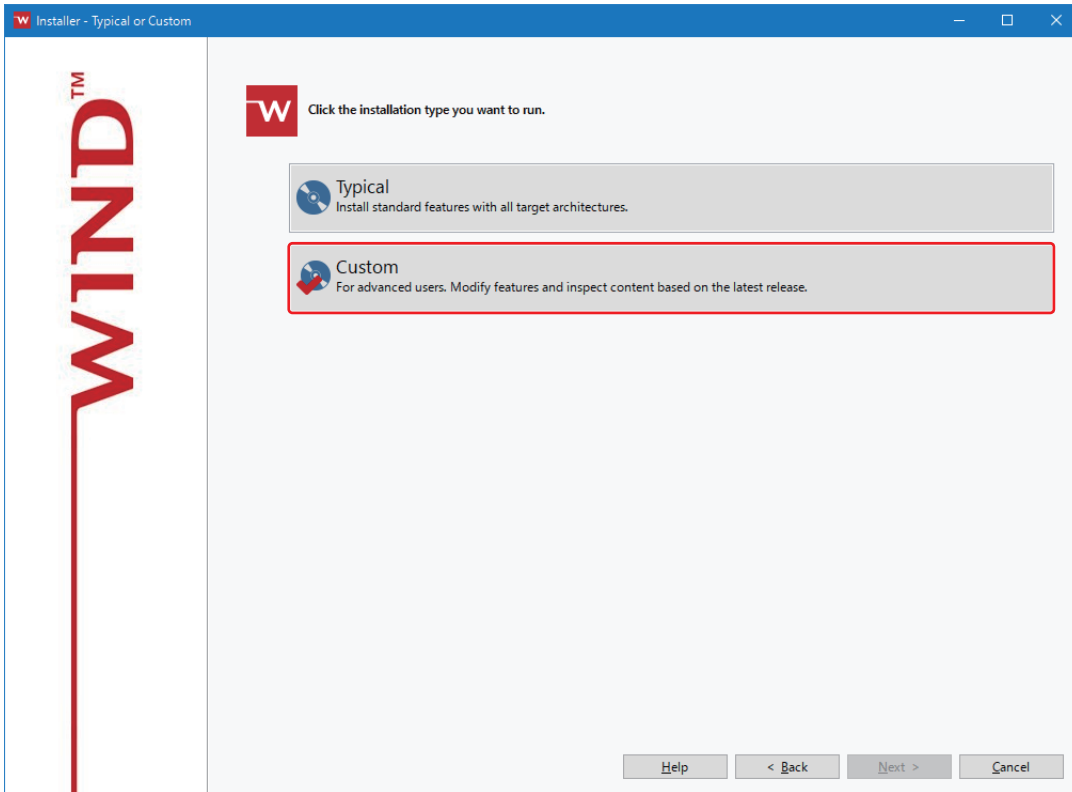 Installer - Typical or Custom
WIND™
W
Click the installation type you want to run.
Typical
Install standard features with all target architectures.
Custom
For advanced users. Modify features and inspect content based on the latest release.
Help
< Back
Next >
Cancel